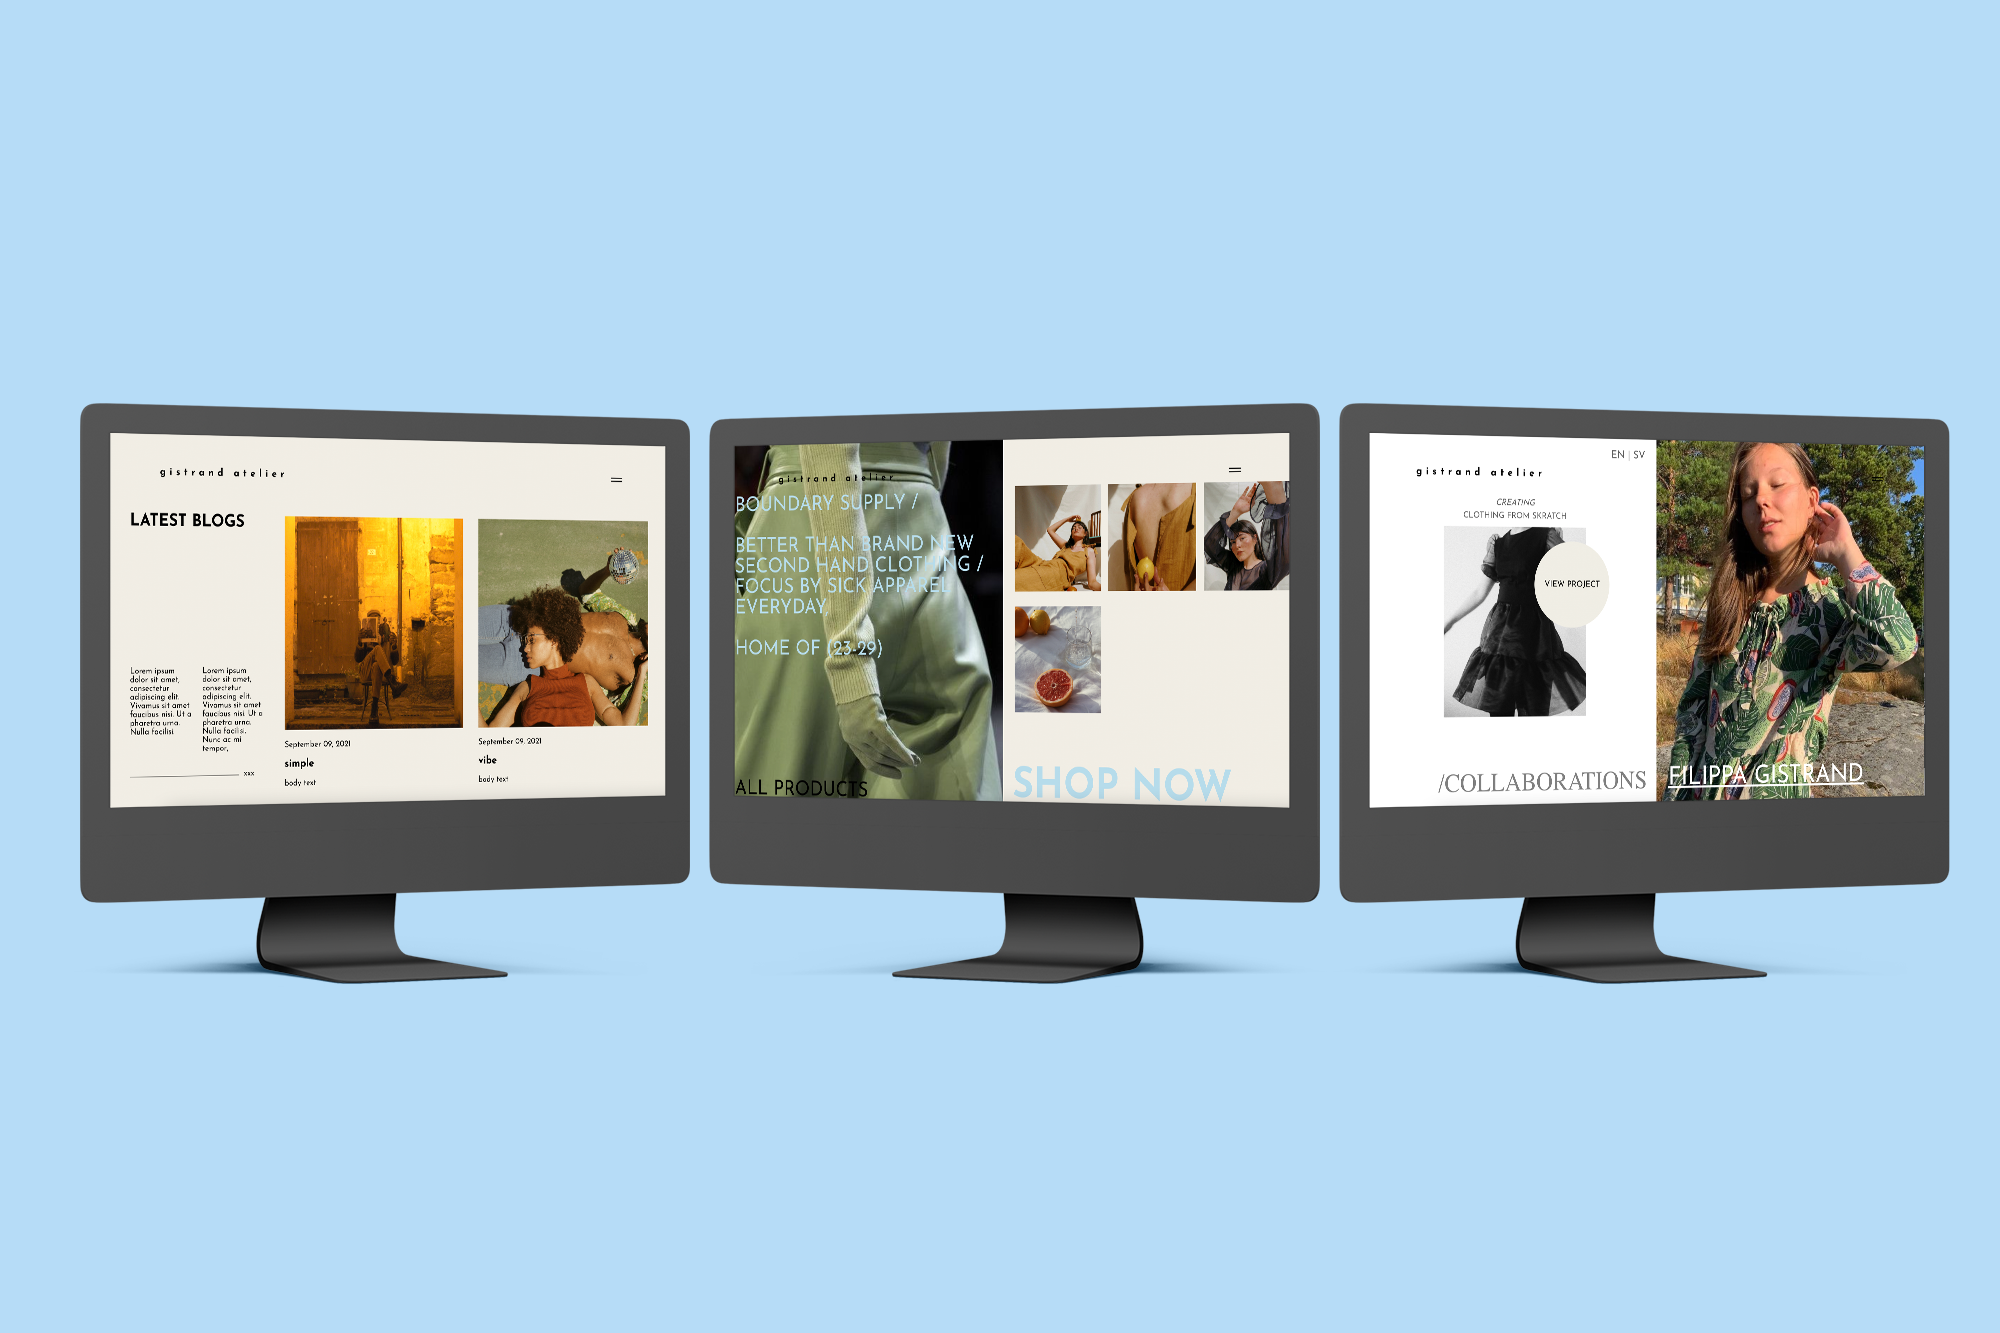 gistrand atelier
LATEST BLOGS
Lorem ipsum
dolor sit amet,
consectetur
adipiscing elit.
Vivamus sit amet
faucibus nisi. Ut a
pharetra urna.
Nulla facilisi
Lorem ipsum
dolor sit amet,
consectetur
adipiscing elit.
Vivamus sit amet
faucibus nisi. Ut a
pharetra urna.
Nulla facilisi.
Nunc ac mi
tempor,
xxx
September 09, 2021
simple
body text
September 09, 2021
vibe
body text
gistrand atelier
BOUNDARY SUPPLY /
BETTER THAN BRAND NEW
SECOND HAND CLOTHING /
FOCUS BY SICK APPAREL
EVERYDAY,
HOME OF (23-29)
ALL PRODUCTS
SHOP NOW
EN | SV
gistrand atelier
CREATING
CLOTHING FROM SKRATCH
VIEW PROJECT
/COLLABORATIONS
FILIPPA GISTRAND